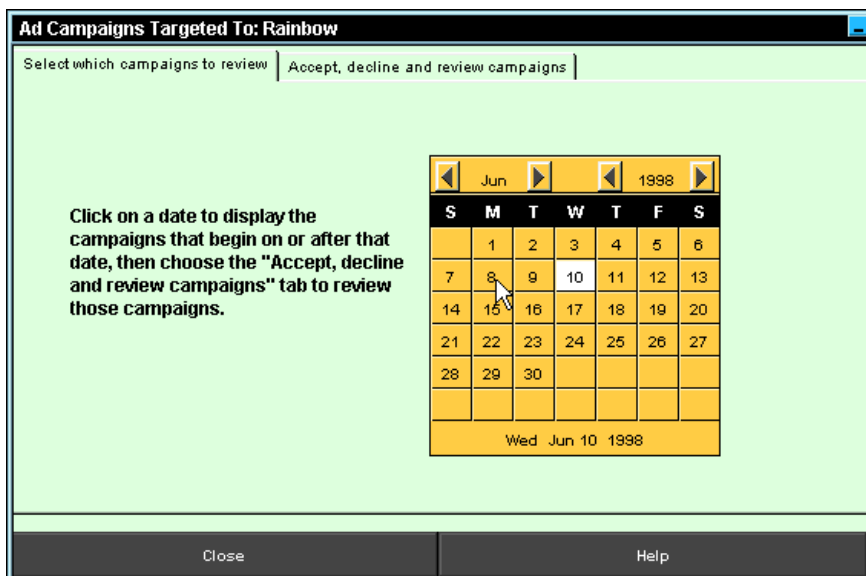 Ad Campaigns Targeted To: Rainbow
Select which campaigns to review
Accept, decline and review campaigns
Click on a date to display the
campaigns that begin on or after that
date, then choose the "Accept, decline
and review campaigns" tab to review
those campaigns.
Jun 1998
S M T W T F S
1 2 3 4 5 6
7 8 9 10 11 12 13
14 15 16 17 18 19 20
21 22 23 24 25 26 27
28 29 30
Wed Jun 10 1998
Close Help